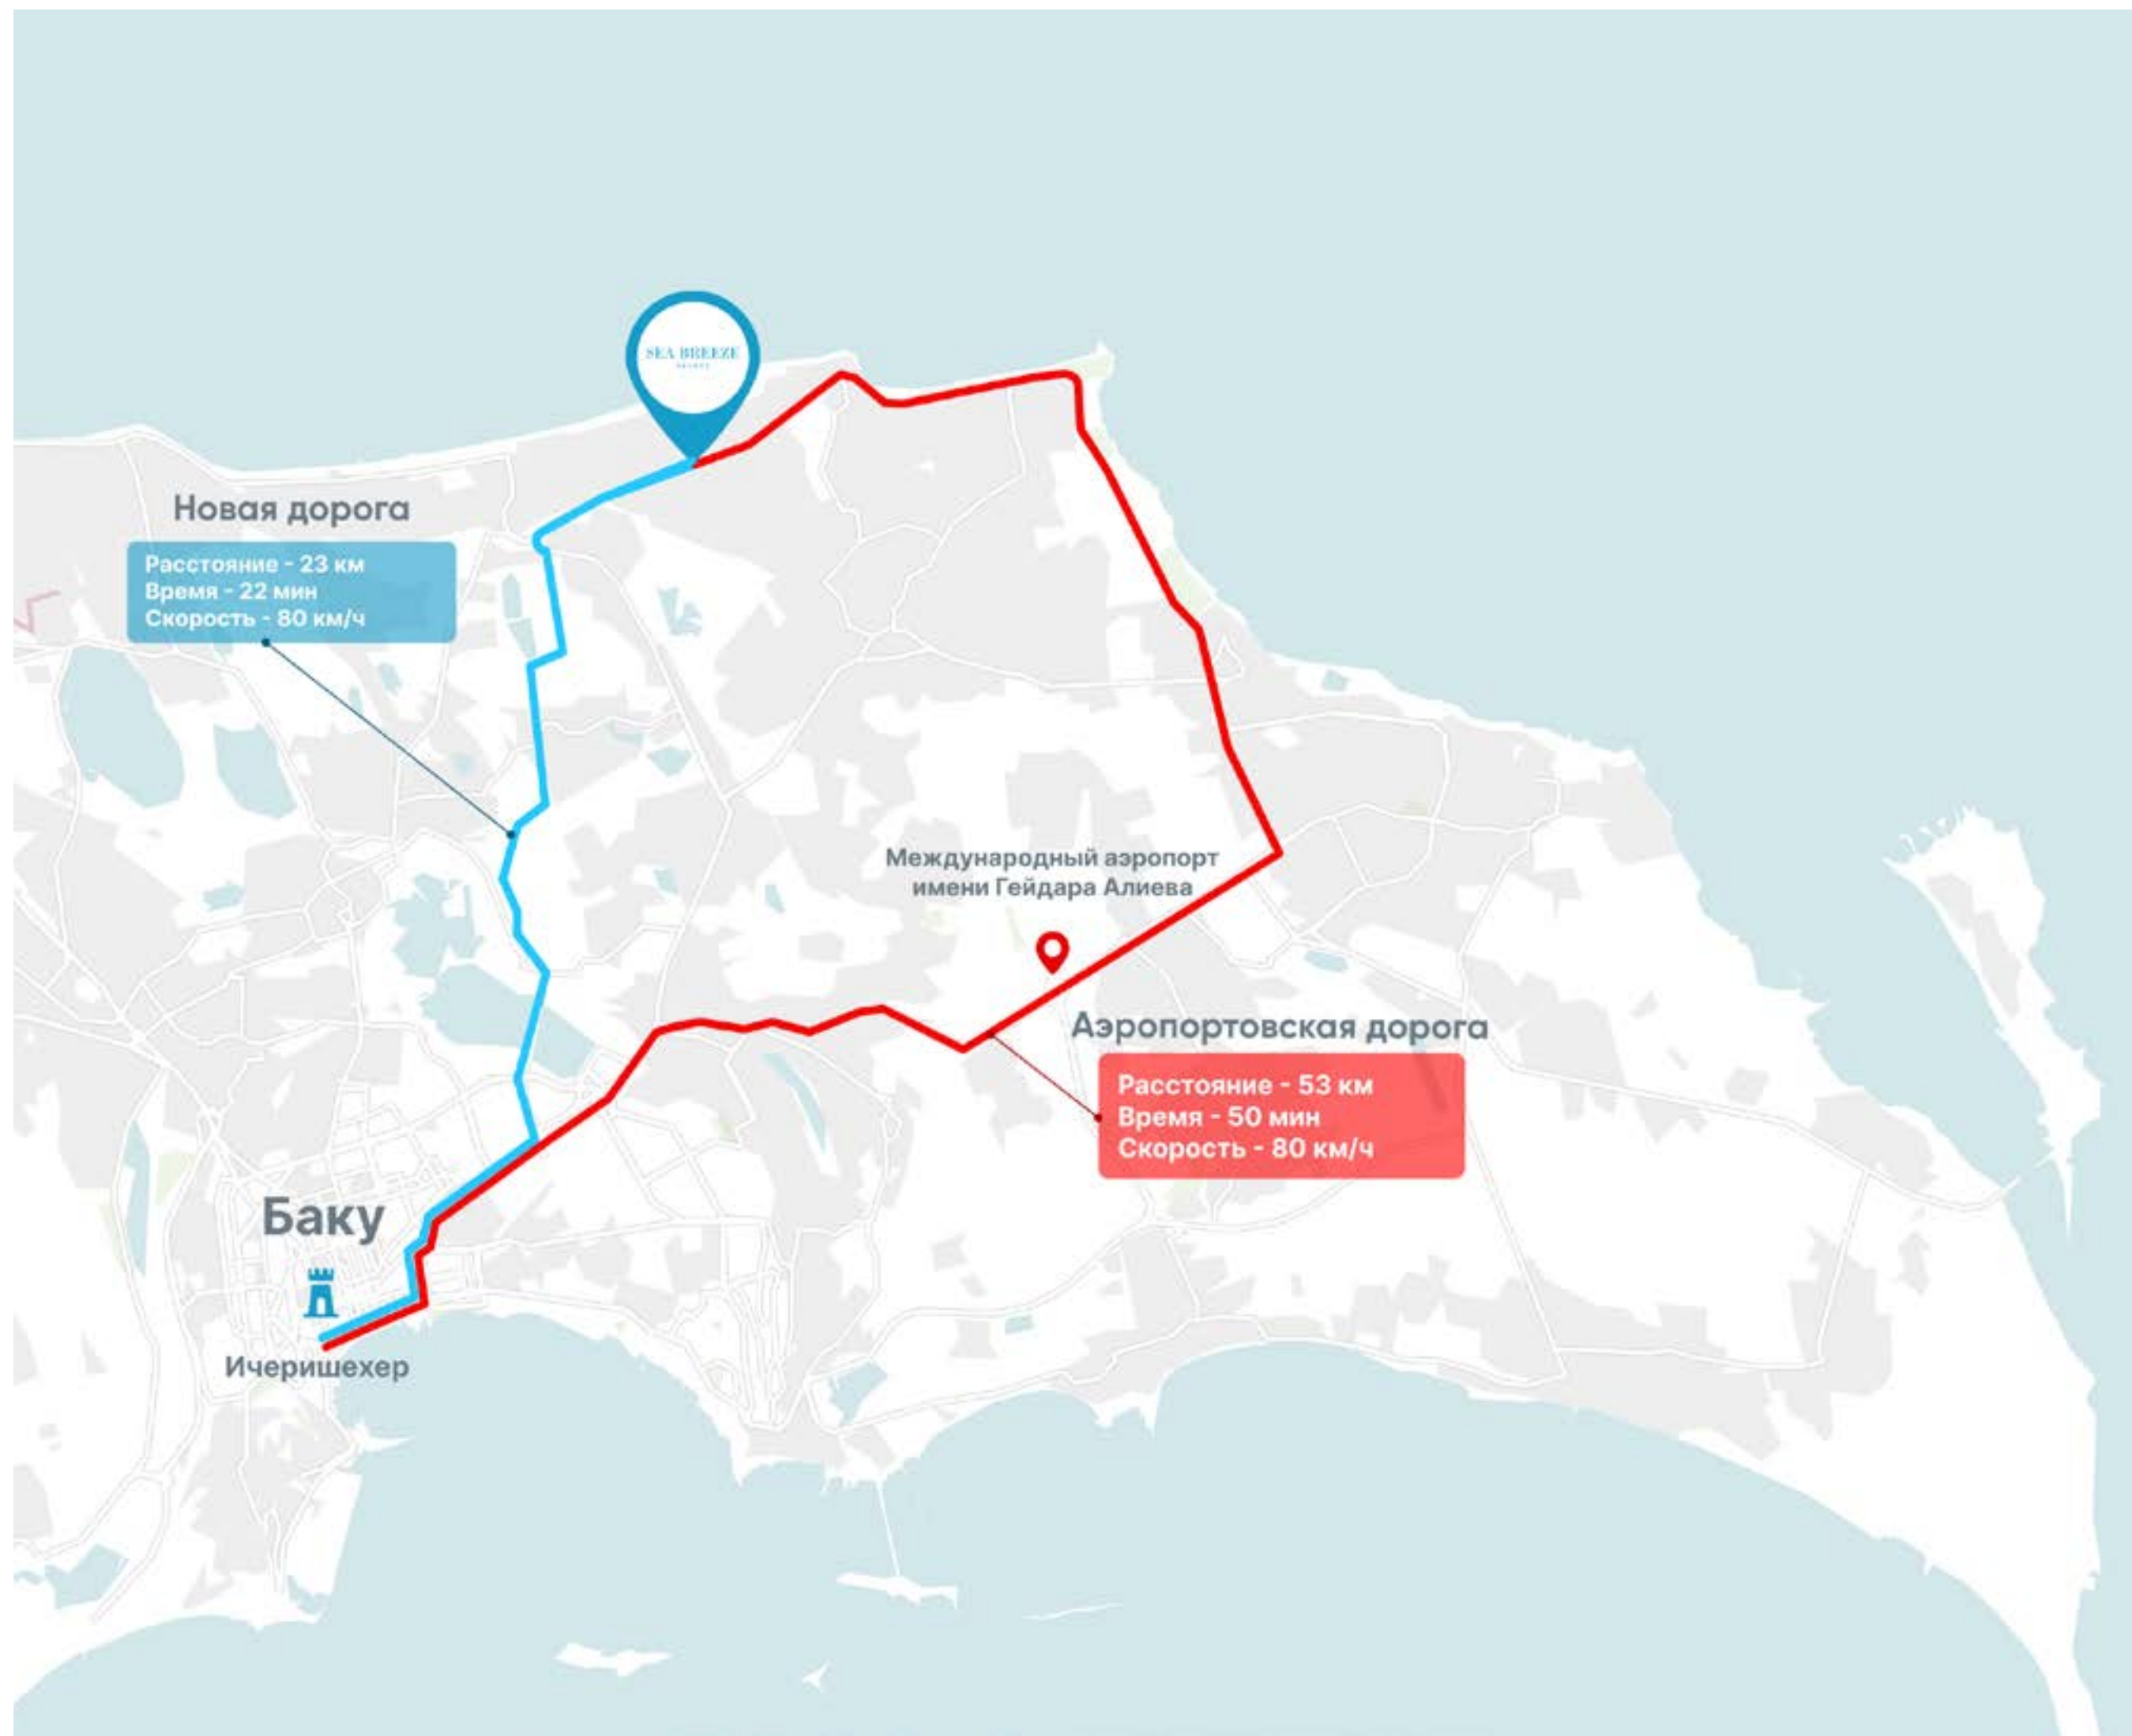 SEA BREEZE
Новая дорога
Расстояние - 23 км
Время - 22 мин
Скорость - 80 км/ч
Международный аэропорт
имени Гейдара Алиева
Аэропортовская дорога
Расстояние - 53 км
Время - 50 мин
Скорость - 80 км/ч
Баку
Ичеришехер